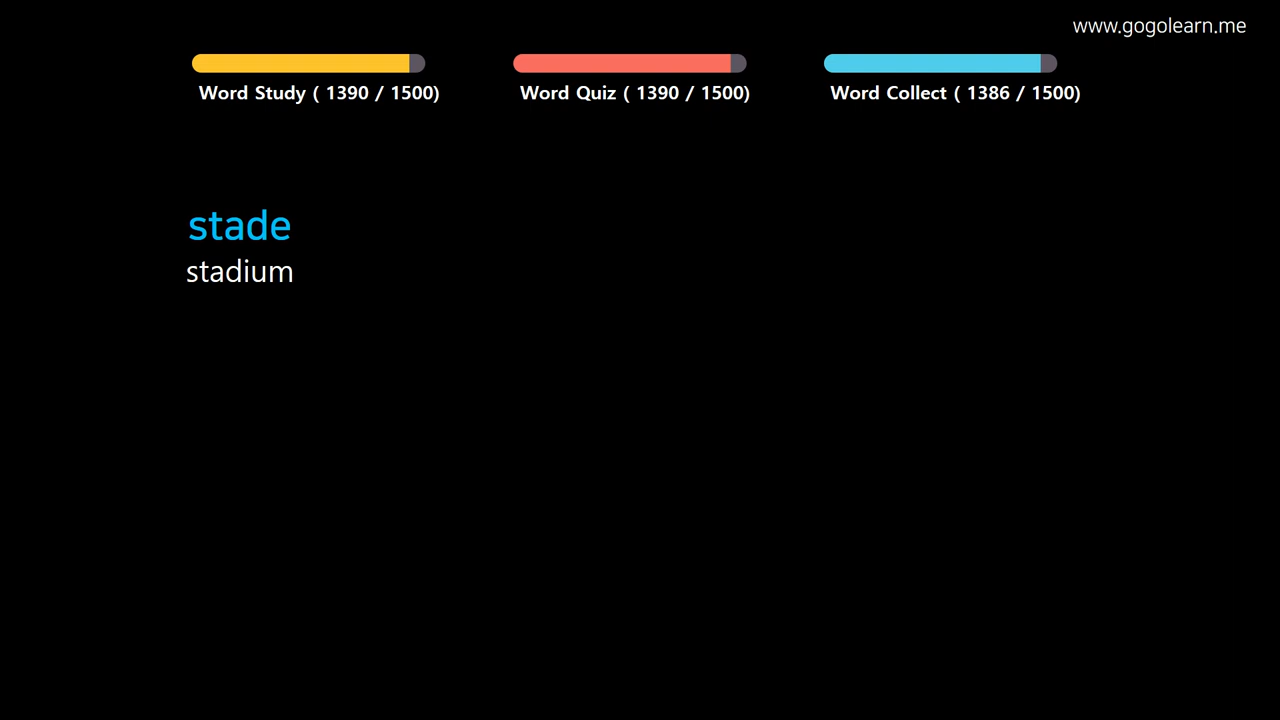 www.gogolearn.me
Word Study ( 1390 / 1500)
Word Quiz ( 1390 / 1500)
Word Collect ( 1386 / 1500)
stade
stadium